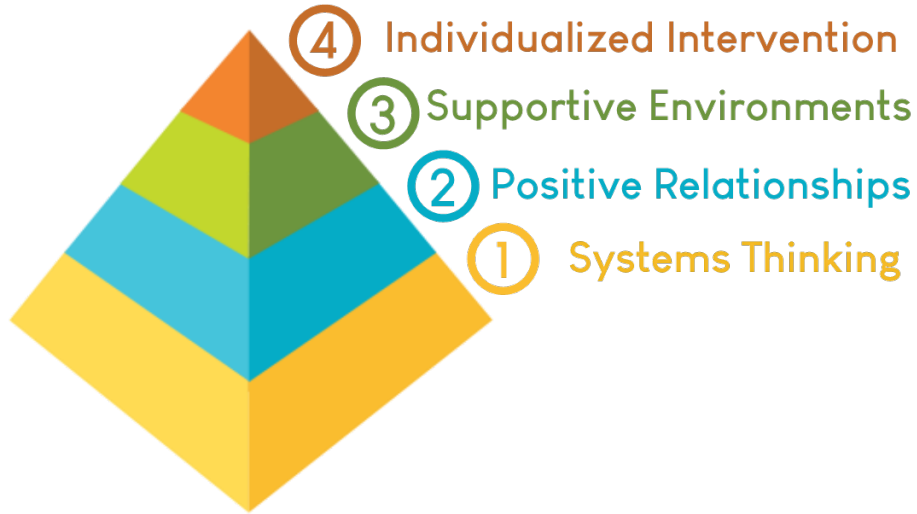 4 Individualized Intervention
3 Supportive Environments
2 Positive Relationships
1 Systems Thinking